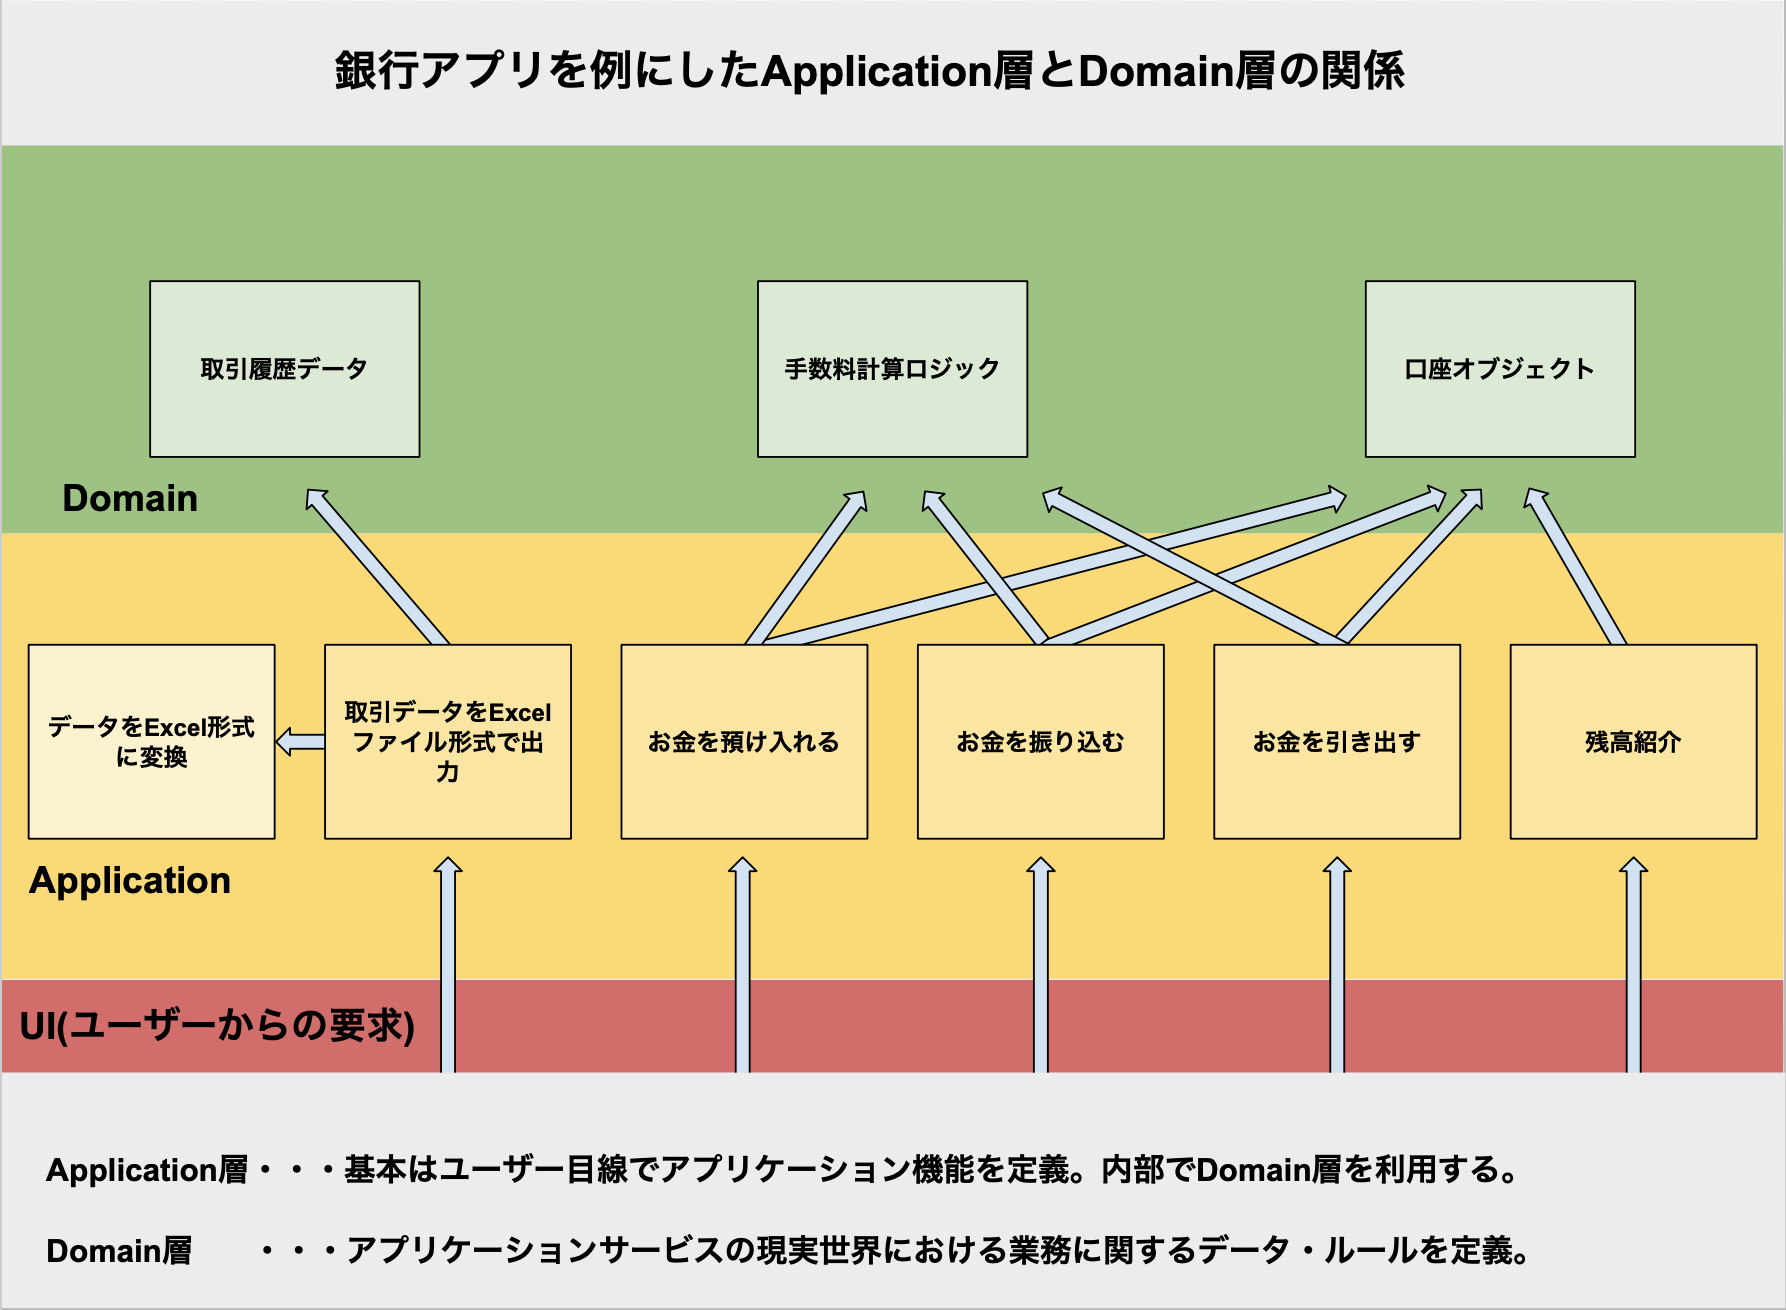 銀行アプリを例にしたApplication層とDomain層の関係
取引履歴データ
手数料計算ロジック
口座オブジェクト
Domain
データをExcel形式
に変換
取引データをExcel
ファイル形式で出
力
お金を預け入れる
お金を振り込む
お金を引き出す
残高紹介
Application
UI(ユーザーからの要求)
Application層・・・基本はユーザー目線でアプリケーション機能を定義。内部でDomain層を利用する。
Domain層　　・・・アプリケーションサービスの現実世界における業務に関するデータ・ルールを定義。